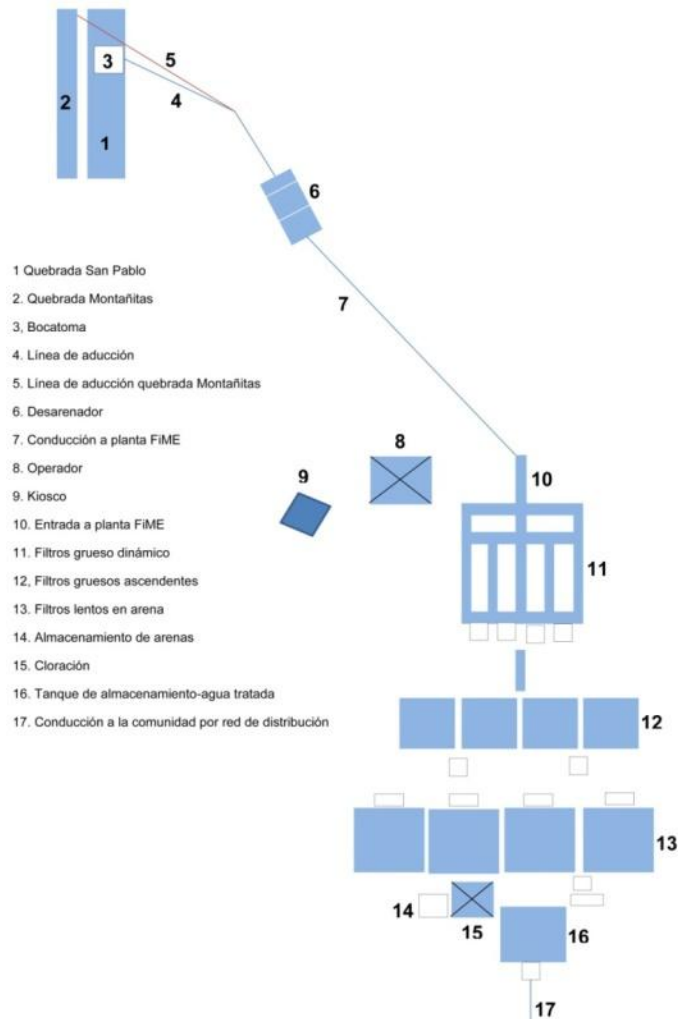 3
5
2
4
1
6
1 Quebrada San Pablo
2. Quebrada Montañitas
7
3, Bocatoma
4. Línea de aducción
5. Línea de aducción quebrada Montañitas
6. Desarenador
7. Conducción a planta FiME
8
8. Operador
9
9. Kiosco
10
10. Entrada a planta FiME
11. Filtros grueso dinámico
11
12, Filtros gruesos ascendentes
13. Filtros lentos en arena
14. Almacenamiento de arenas
15. Cloración
16. Tanque de almacenamiento-agua tratada
17. Conducción a la comunidad por red de distribución
12
13
14
15
16
17